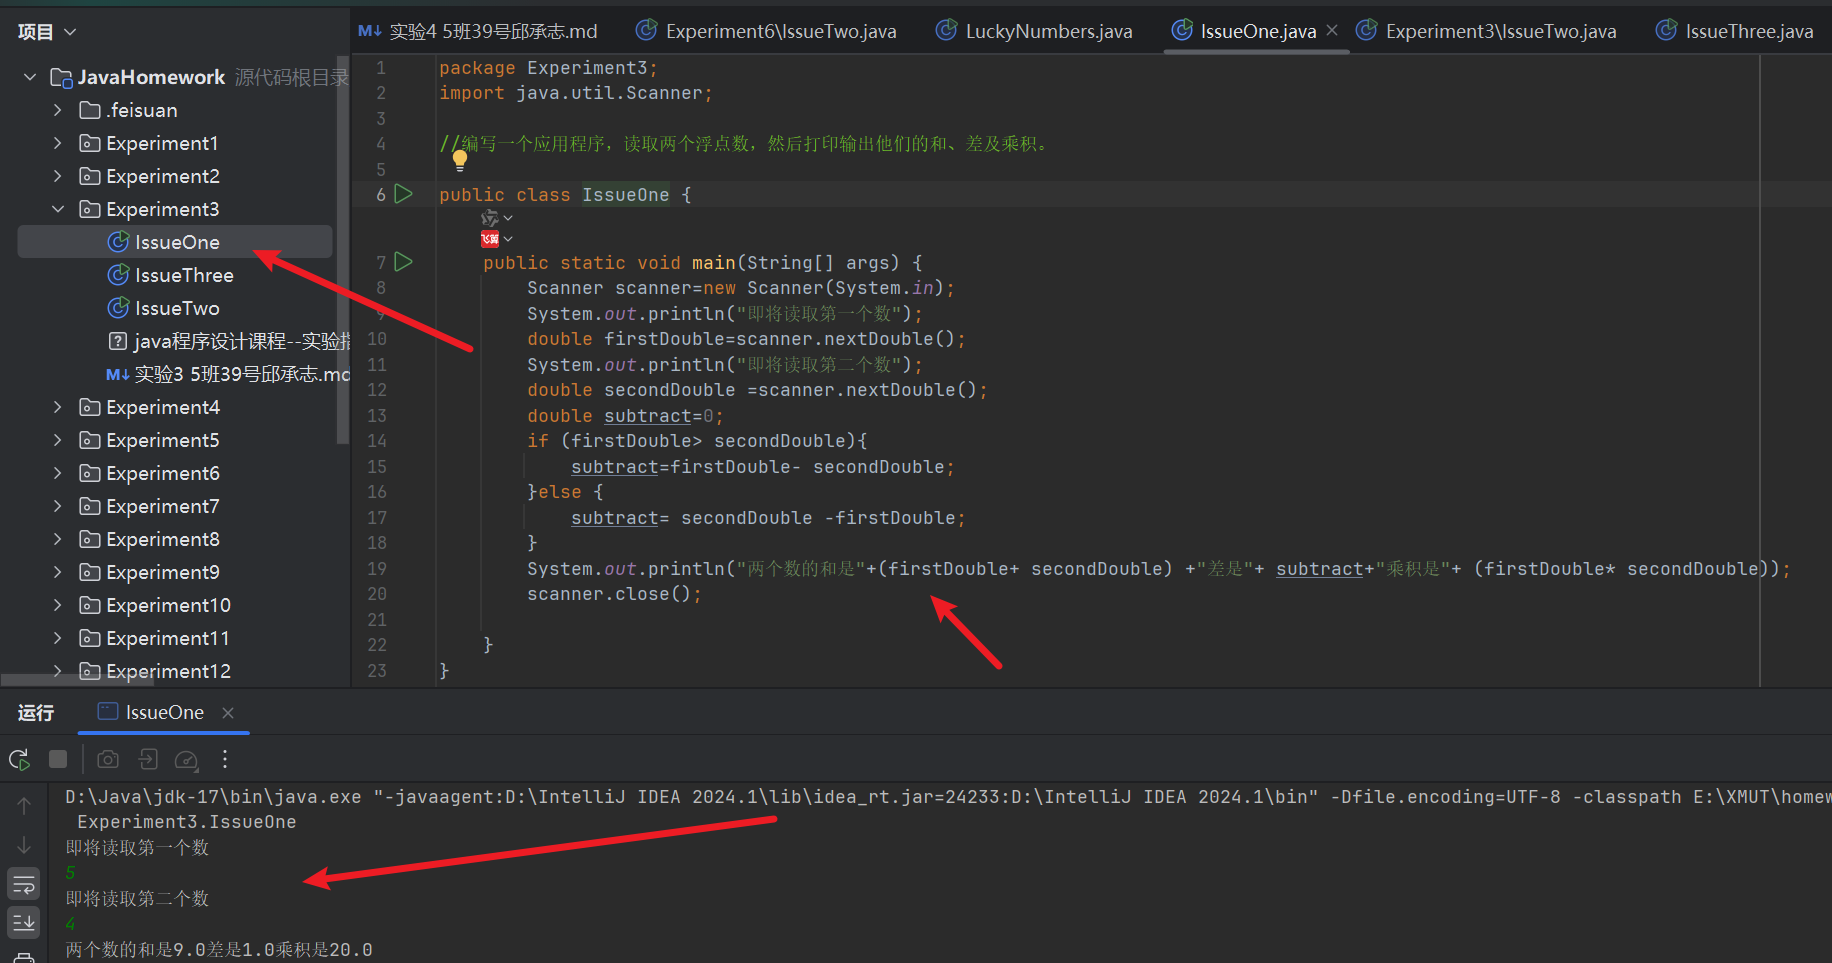 项目
JavaHomework 源代码根目录
.feisuan
Experiment1
Experiment2
Experiment3
IssueOne
IssueThree
IssueTwo
java程序设计课程--实验指
实验3 5班39号邱承志.md
Experiment4
Experiment5
Experiment6
Experiment7
Experiment8
Experiment9
Experiment10
Experiment11
Experiment12
M↓ 实验4 5班39号邱承志.md Experiment6\IssueTwo.java LuckyNumbers.java IssueOne.java Experiment3\IssueTwo.java IssueThree.java
1 package Experiment3;
2 import java.util.Scanner;
3
4 //编写一个应用程序，读取两个浮点数，然后打印输出他们的和、差及乘积。
5
6 public class IssueOne {
飞算
7 public static void main(String[] args) {
8 Scanner scanner=new Scanner(System.in);
9 System.out.println("即将读取第一个数");
10 double firstDouble=scanner.nextDouble();
11 System.out.println("即将读取第二个数");
12 double secondDouble =scanner.nextDouble();
13 double subtract=0;
14 if (firstDouble> secondDouble){
15 subtract=firstDouble- secondDouble;
16 }else {
17 subtract= secondDouble -firstDouble;
18 }
19 System.out.println("两个数的和是"+(firstDouble+ secondDouble) +"差是"+ subtract+"乘积是"+ (firstDouble* secondDouble));
20 scanner.close();
21
22 }
23 }
运行 IssueOne
D:\Java\jdk-17\bin\java.exe "-javaagent:D:\IntelliJ IDEA 2024.1\lib\idea_rt.jar=24233:D:\IntelliJ IDEA 2024.1\bin" -Dfile.encoding=UTF-8 -classpath E:\XMUT\homew
Experiment3.IssueOne
即将读取第一个数
5
即将读取第二个数
4
两个数的和是9.0差是1.0乘积是20.0